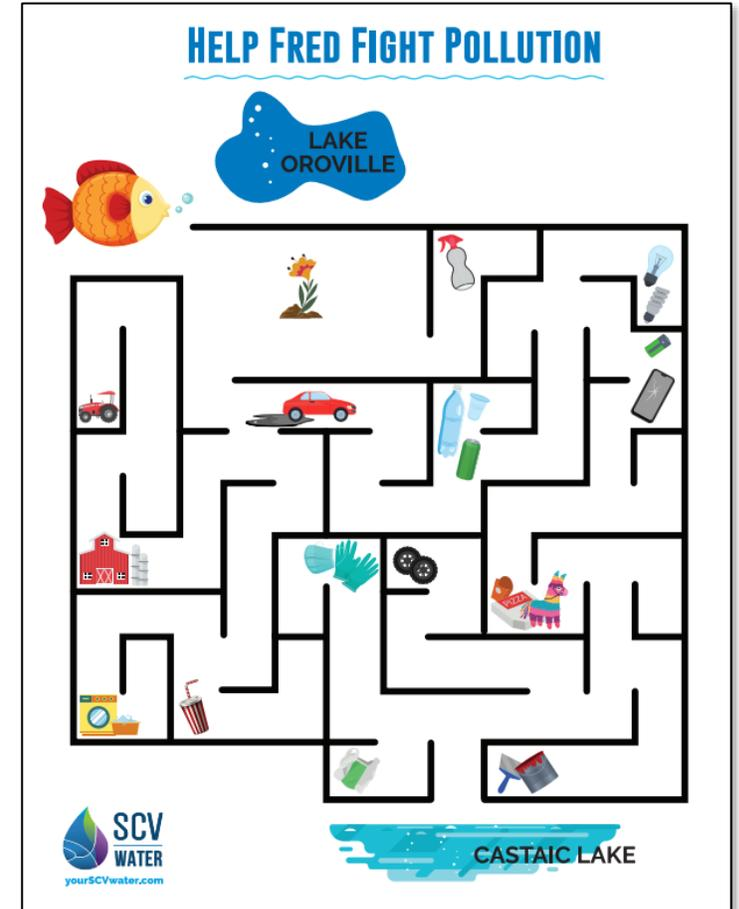 HELP FRED FIGHT POLLUTION
LAKE
OROVILLE
PIZZA
SCV
WATER
yourSCVwater.com
CASTAIC LAKE